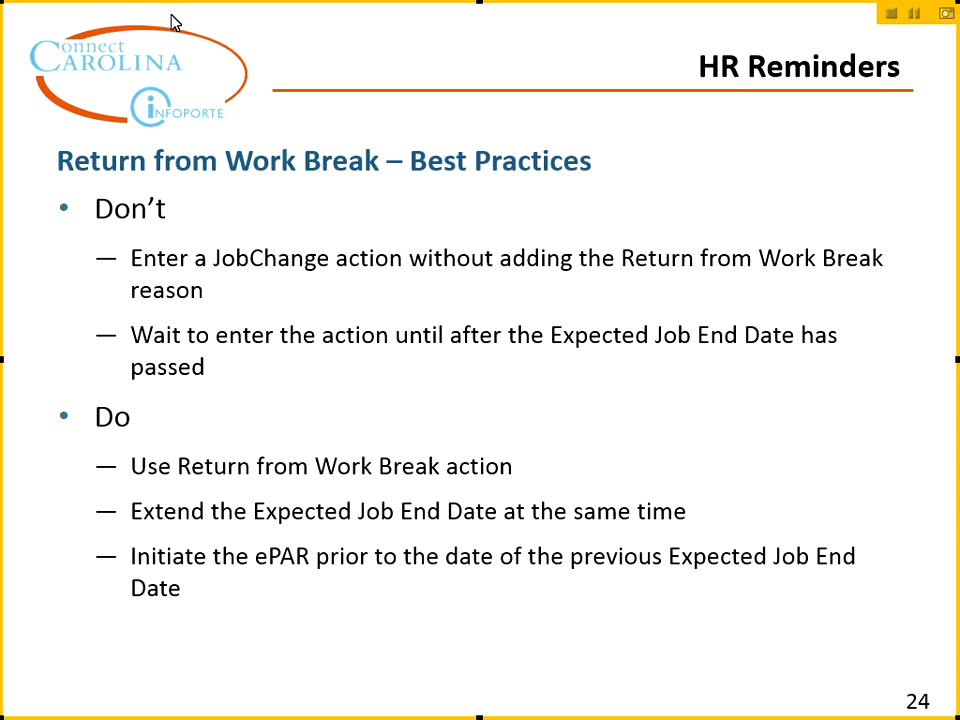 Connect
CAROLINA
INFOPORTE
HR Reminders
Return from Work Break – Best Practices
• Don’t
— Enter a JobChange action without adding the Return from Work Break
reason
— Wait to enter the action until after the Expected Job End Date has
passed
• Do
— Use Return from Work Break action
— Extend the Expected Job End Date at the same time
— Initiate the ePAR prior to the date of the previous Expected Job End
Date
24